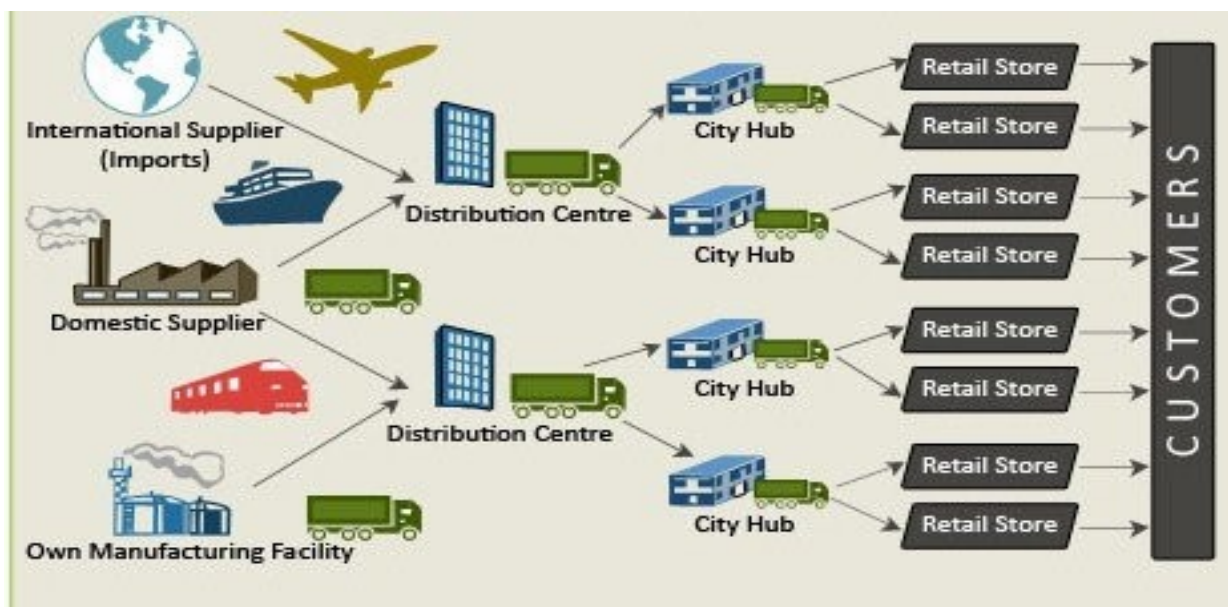 International Supplier
(Imports)
Domestic Supplier
Own Manufacturing Facility
Distribution Centre
Distribution Centre
City Hub
City Hub
City Hub
City Hub
Retail Store
Retail Store
Retail Store
Retail Store
Retail Store
Retail Store
Retail Store
Retail Store
CUSTOMERS